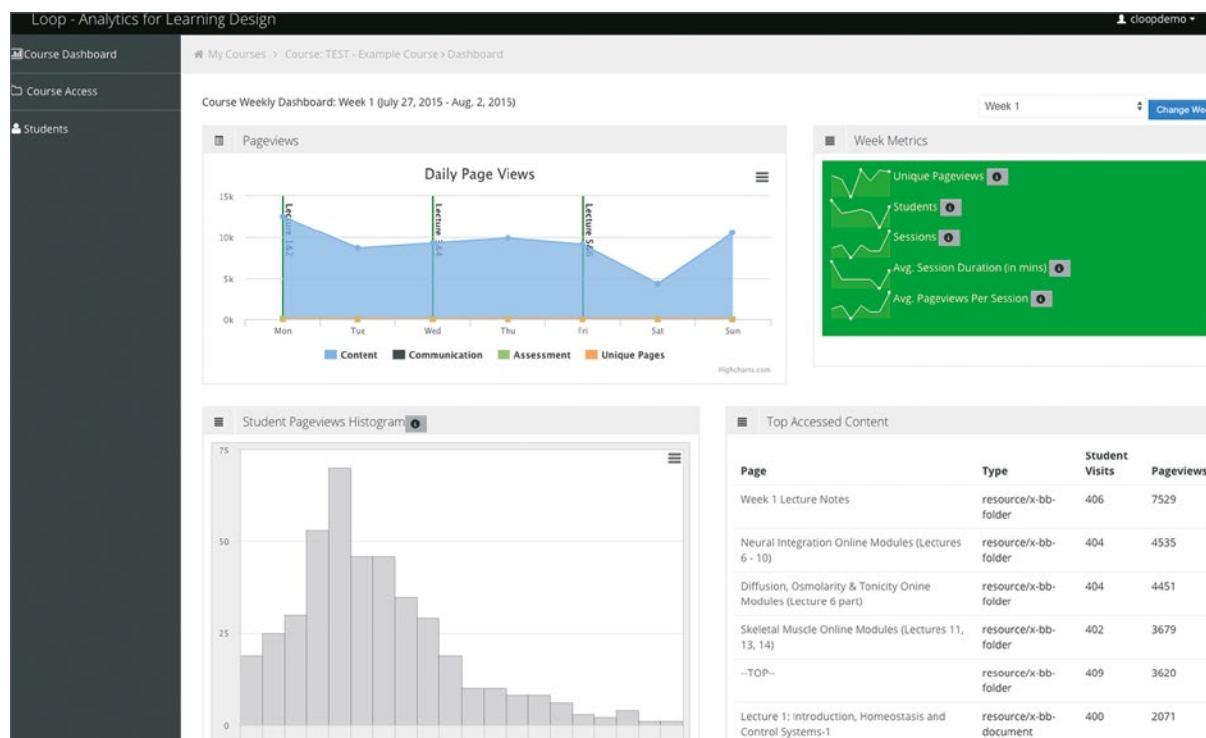 Loop - Analytics for Learning Design
cloopdemo
Course Dashboard
Course Access
Students
My Courses > Course: TEST - Example Course > Dashboard
Course Weekly Dashboard: Week 1 (July 27, 2015 - Aug. 2, 2015)
Week 1
Change We
Pageviews
Daily Page Views
15k
10k
5k
0k
Lecture 1&2
Lecture
Lecture
Mon Tue Wed Thu Fri Sat Sun
Content Communication Assessment Unique Pages
Highcharts.com
Week Metrics
Unique Pageviews
Students
Sessions
Avg. Session Duration (in mins)
Avg. Pageviews Per Session
Student Pageviews Histogram
75
50
25
0
Top Accessed Content
Page Type Student Visits Pageviews
Week 1 Lecture Notes resource/x-bb- 406 7529
folder
Neural Integration Online Modules (Lectures resource/x-bb- 404 4535
6 - 10) folder
Diffusion, Osmolarity & Tonicity Onine resource/x-bb- 404 4451
Modules (Lecture 6 part) folder
Skeletal Muscle Online Modules (Lectures 11, resource/x-bb- 402 3679
13, 14) folder
--TOP-- resource/x-bb- 409 3620
folder
Lecture 1: Introduction, Homeostasis and resource/x-bb- 400 2071
Control Systems-1 document